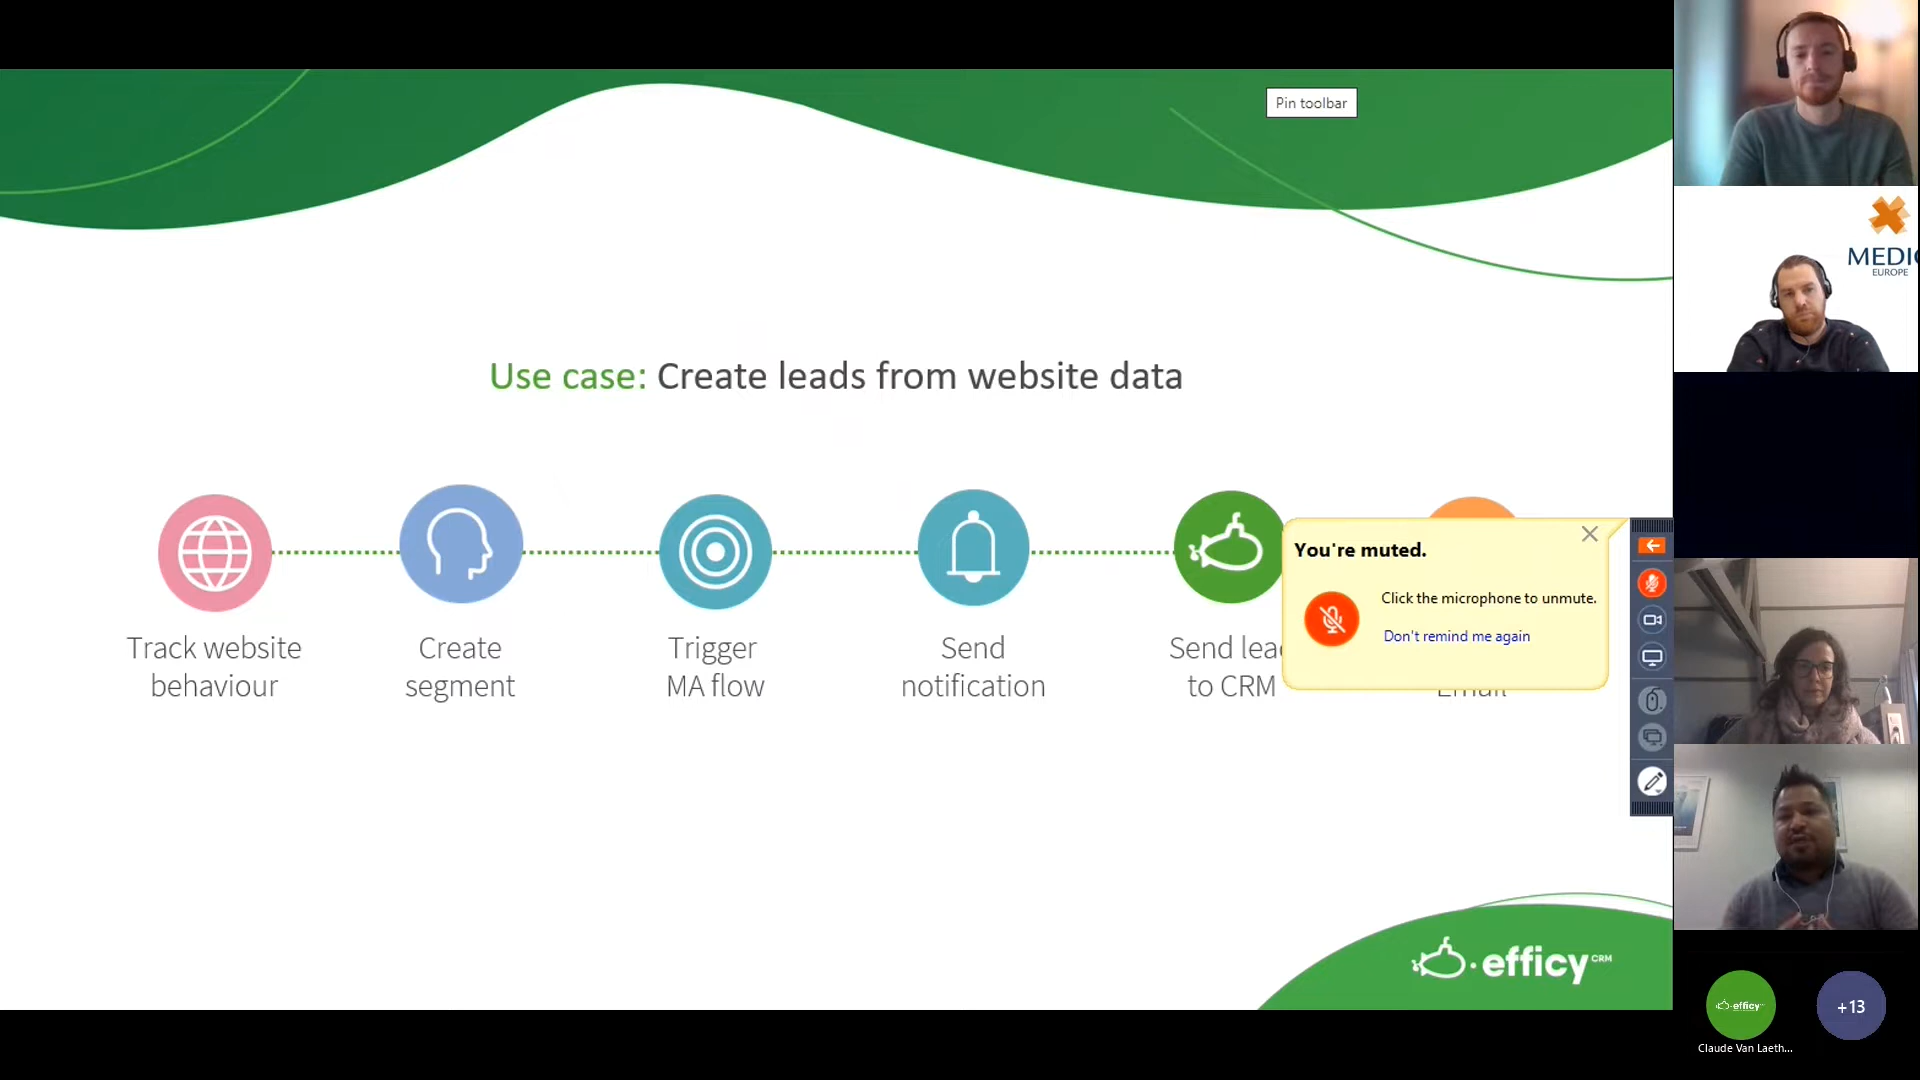 Pin toolbar
MEDI
EUROPE
Use case: Create leads from website data
You're muted.
Click the microphone to unmute.
Don't remind me again
Track website
behaviour
Create
segment
Trigger
MA flow
Send
notification
Send lead
to CRM
Email
efficy CRM
efficy
+13
Claude Van Laeth...